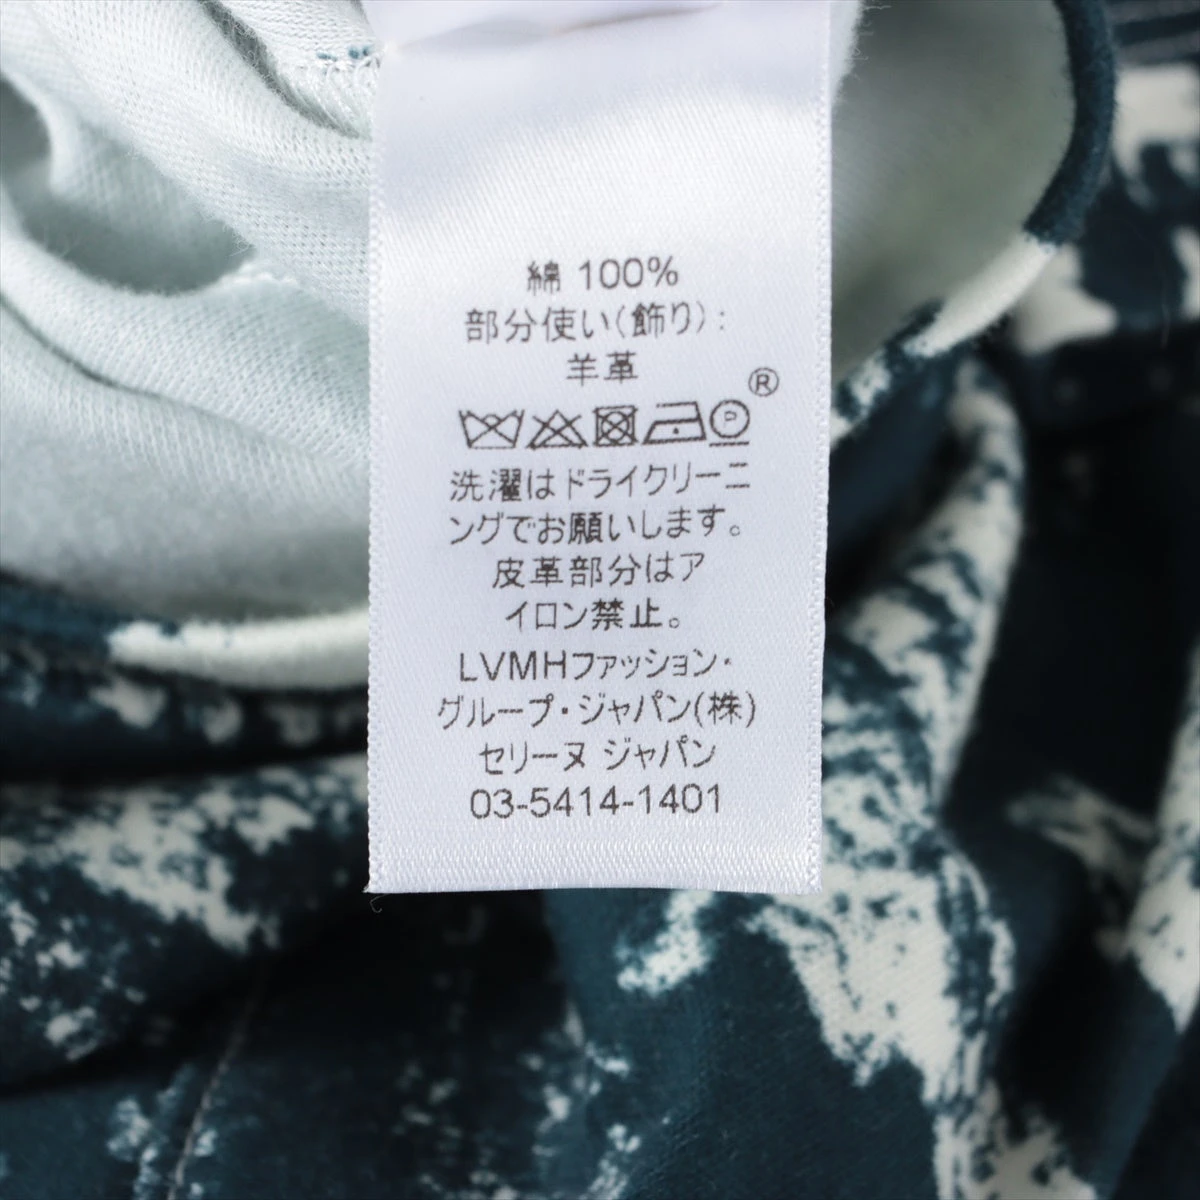 綿 100%
部分使い(飾り):
羊革
®
P
洗濯はドライクリーニ
ングでお願いします。
皮革部分はア
イロン禁止。
LVMHファッション・
グループ・ジャパン(株)
セリーヌ ジャパン
03-5414-1401